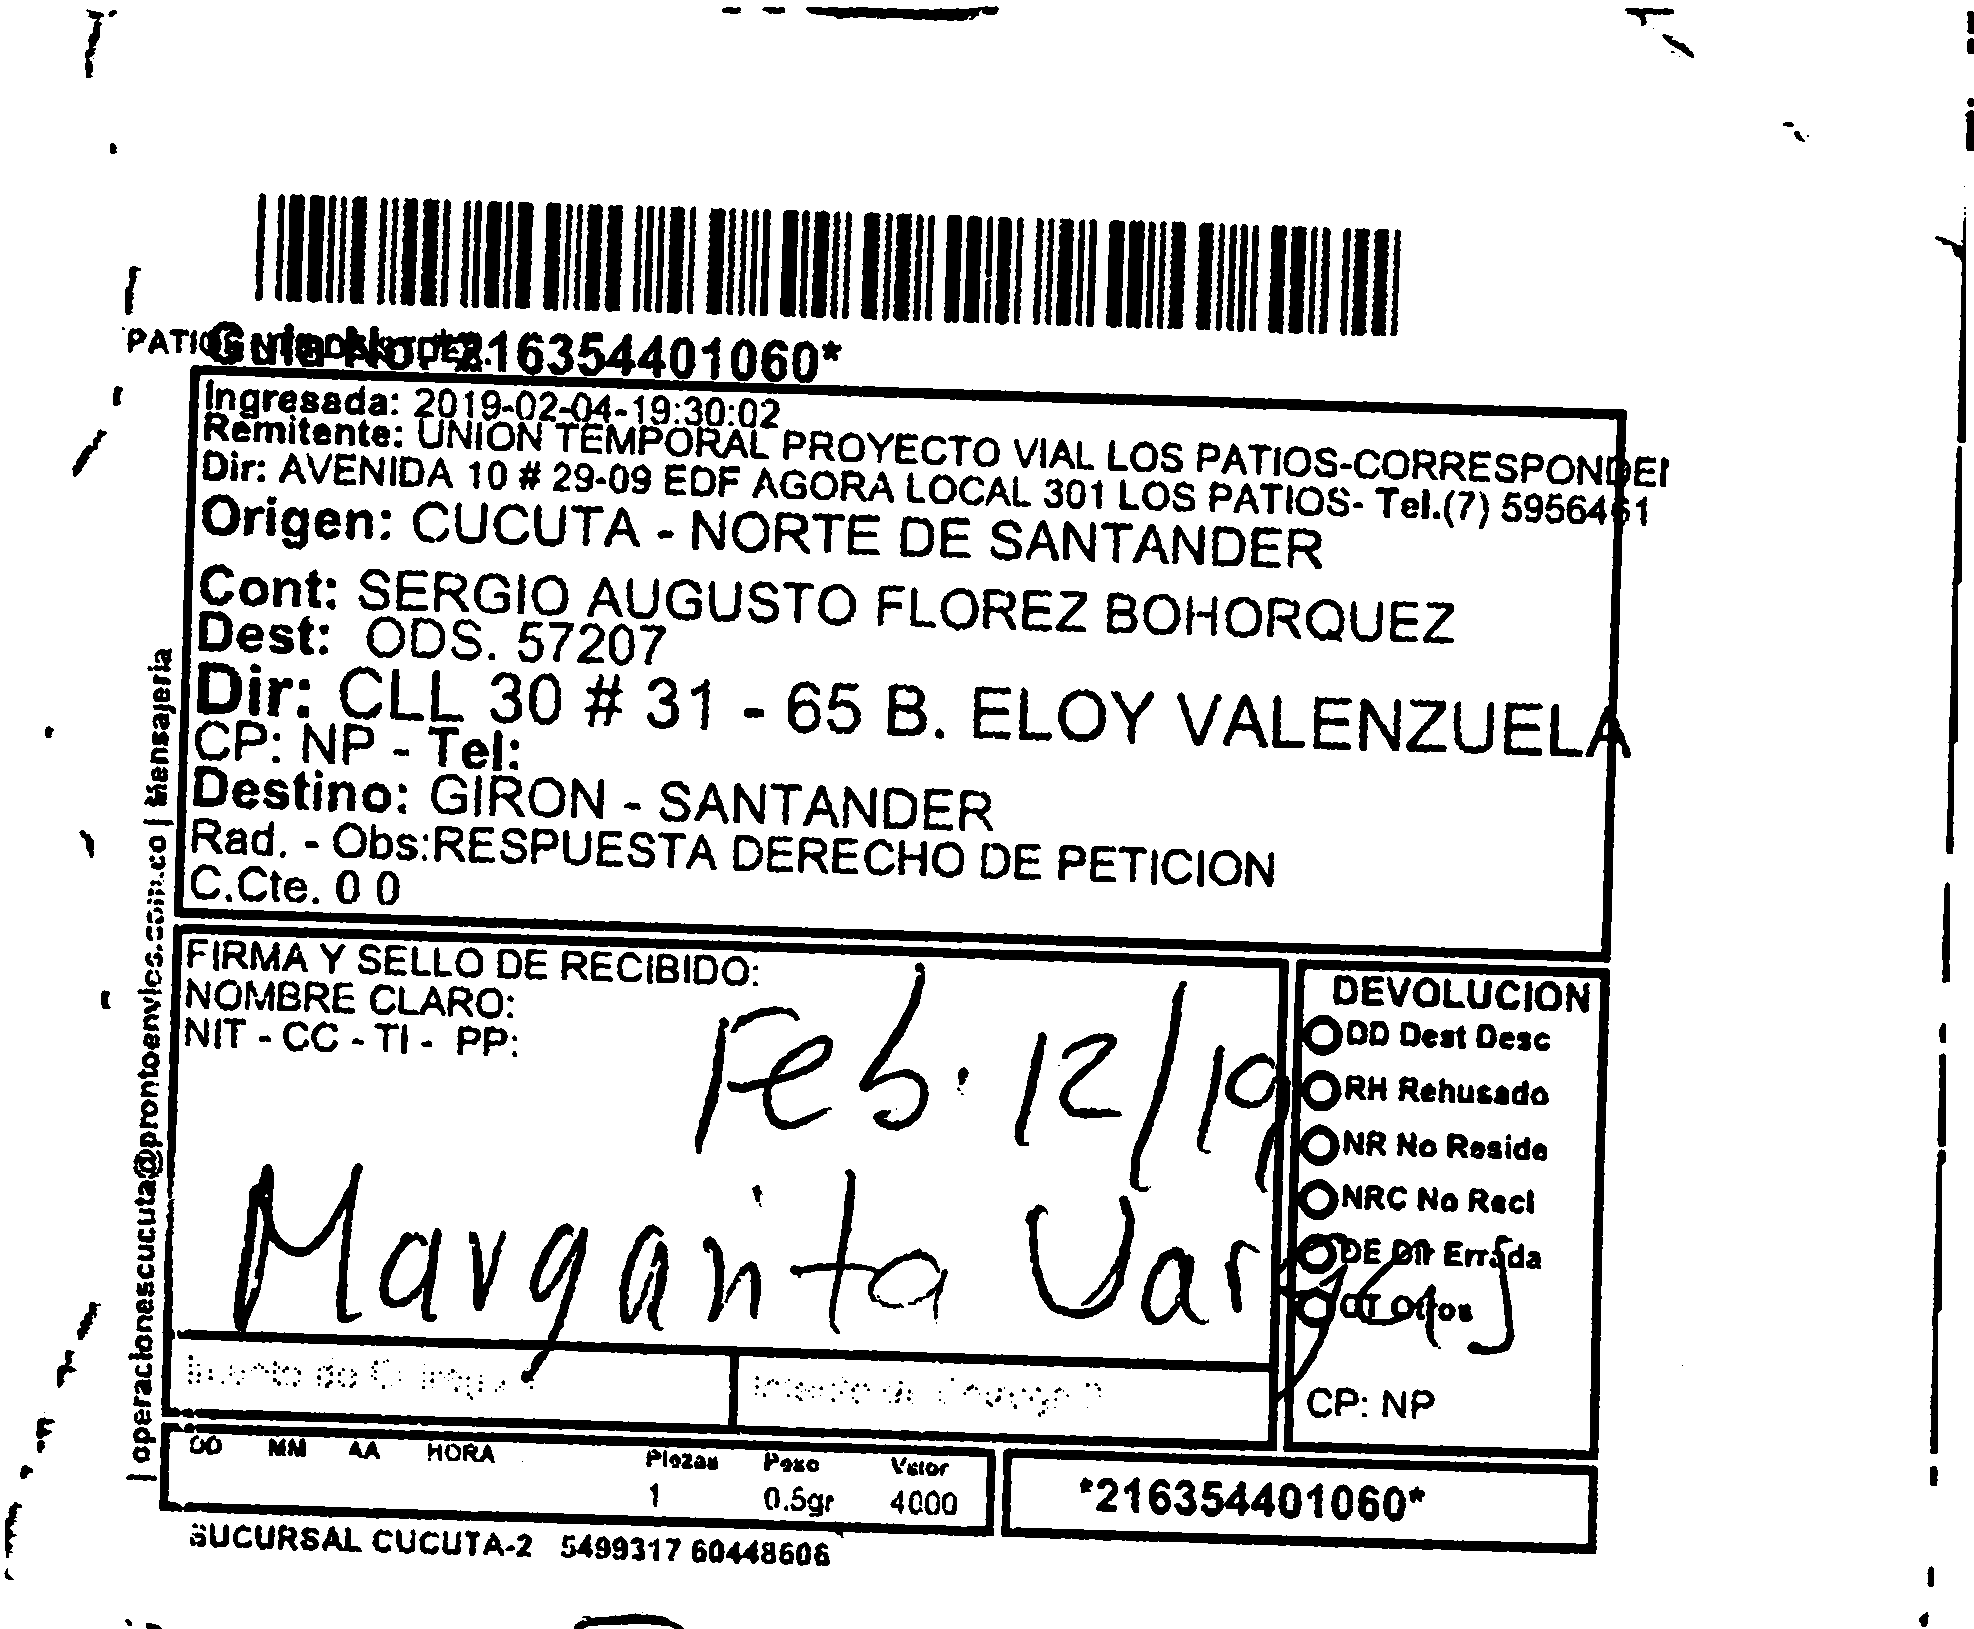 Guia No. *216354401060*
Ingresada: 2019-02-04-19:30:02
Remitente: UNION TEMPORAL PROYECTO VIAL LOS PATIOS-CORRESPONDEN
Dir: AVENIDA 10 # 29-09 EDF AGORA LOCAL 301 LOS PATIOS- Tel.(7) 5956461
Origen: CUCUTA - NORTE DE SANTANDER
Cont: SERGIO AUGUSTO FLOREZ BOHORQUEZ
Dest: ODS. 57207
Dir: CLL 30 # 31 - 65 B. ELOY VALENZUELA
CP: NP - Tel:
Destino: GIRON - SANTANDER
Rad. - Obs:RESPUESTA DERECHO DE PETICION
C.Cte. 0 0
| operacionescucuta@prontoenvios.com.co | Mensajeria
FIRMA Y SELLO DE RECIBIDO:
NOMBRE CLARO:
NIT - CC - TI - PP:
Feb. 12/19
Margarita Vargas
DEVOLUCION
DD Dest Desc
RH Rehusado
NR No Reside
NRC No Recl
DE Dir Errada
OT Otros
CP: NP
DD MM AA HORA Piezas Peso Valor
1 0.5gr 4000
*216354401060*
SUCURSAL CUCUTA-2 5499317 60448606